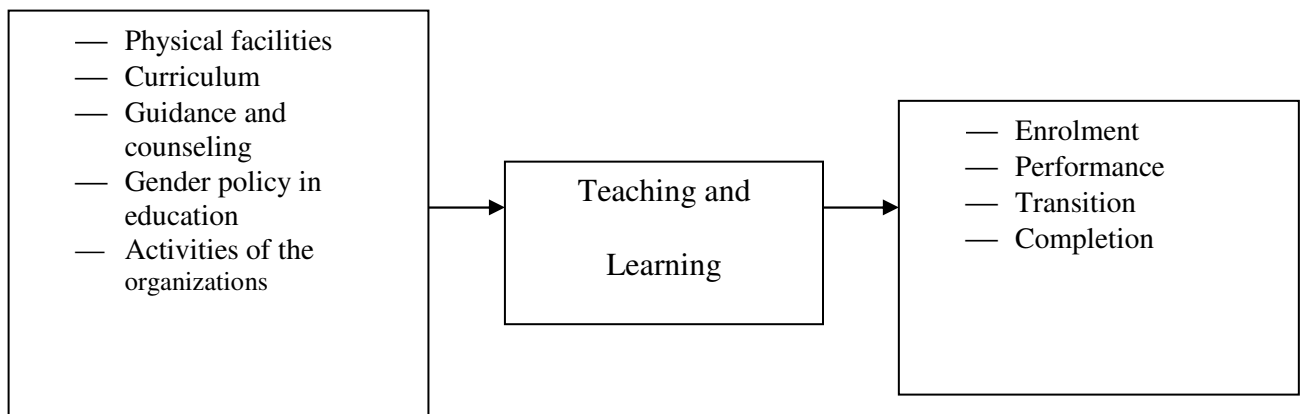 — Physical facilities
— Curriculum
— Guidance and
counseling
— Gender policy in
education
— Activities of the
organizations
Teaching and
Learning
— Enrolment
— Performance
— Transition
— Completion